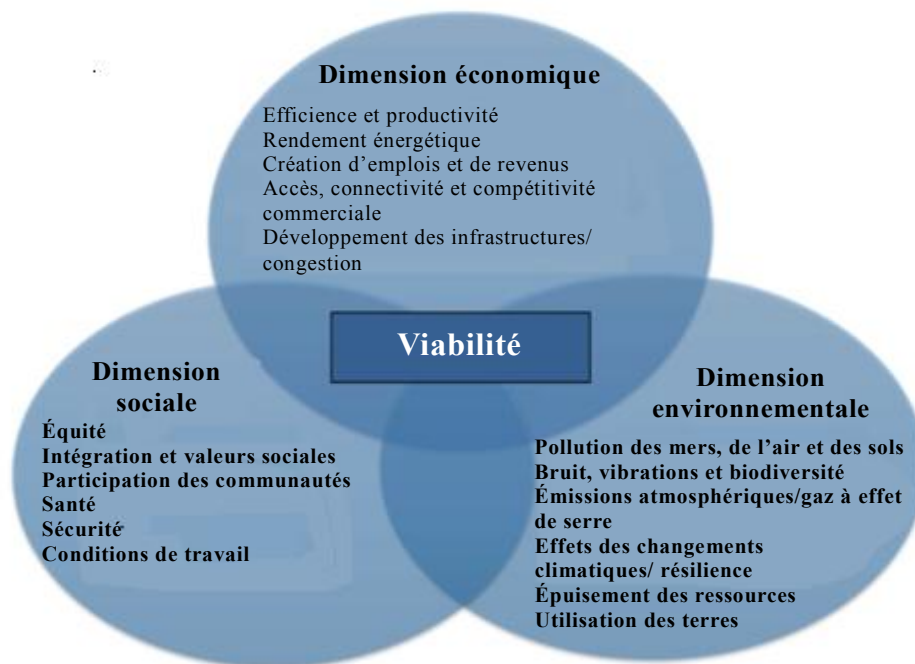 Dimension économique
Efficience et productivité
Rendement énergétique
Création d’emplois et de revenus
Accès, connectivité et compétitivité
commerciale
Développement des infrastructures/
congestion
Viabilité
Dimension
sociale
Équité
Intégration et valeurs sociales
Participation des communautés
Santé
Sécurité
Conditions de travail
Dimension
environnementale
Pollution des mers, de l’air et des sols
Bruit, vibrations et biodiversité
Émissions atmosphériques/gaz à effet
de serre
Effets des changements
climatiques/ résilience
Épuisement des ressources
Utilisation des terres